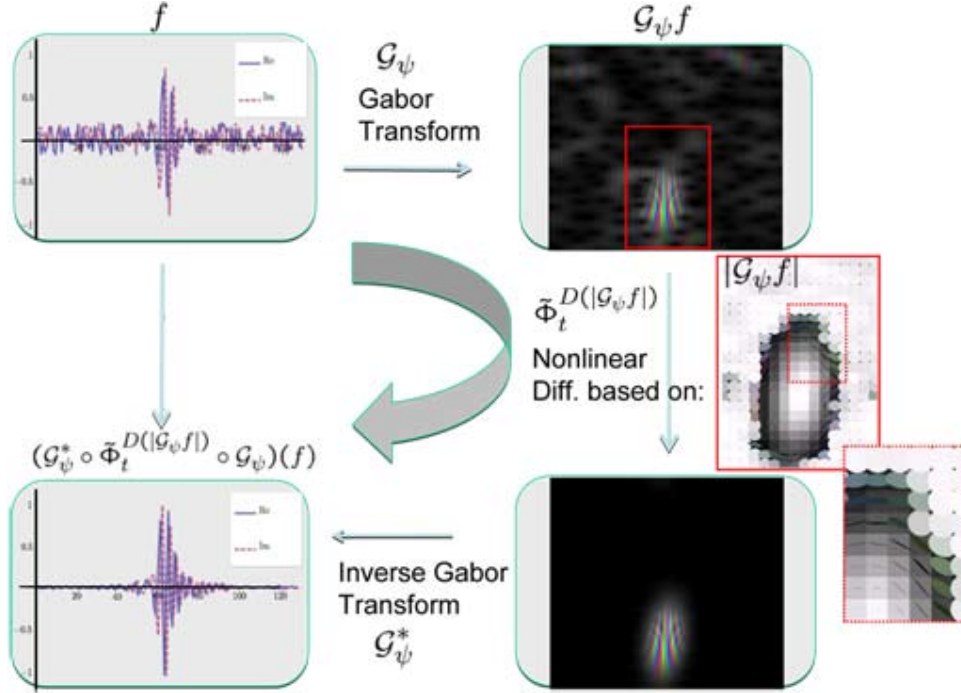 f
𝒢_ψ f
1
0.5
-0.5
-1
Re
Im
𝒢_ψ
Gabor
Transform
|𝒢_ψ f|
Φ̃_t^{D(|𝒢_ψ f|)}
Nonlinear
Diff. based on:
(𝒢*_ψ ∘ Φ̃_t^{D(|𝒢_ψ f|)} ∘ 𝒢_ψ)(f)
1
0.5
-0.5
-1
20
40
60
80
100
120
Re
Im
Inverse Gabor
Transform
𝒢*_ψ